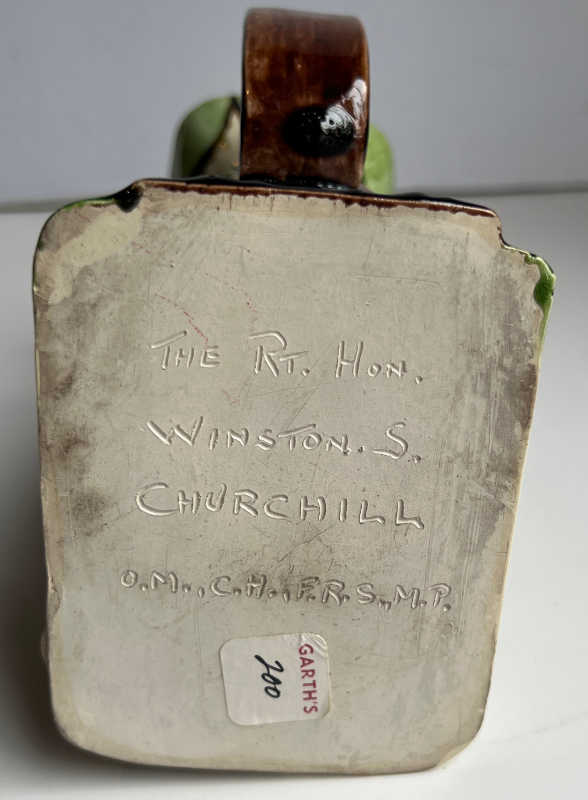 THE RT. HON.
WINSTON. S.
CHURCHILL
O.M., C.H., F.R.S., M.P.
GARTH'S
200